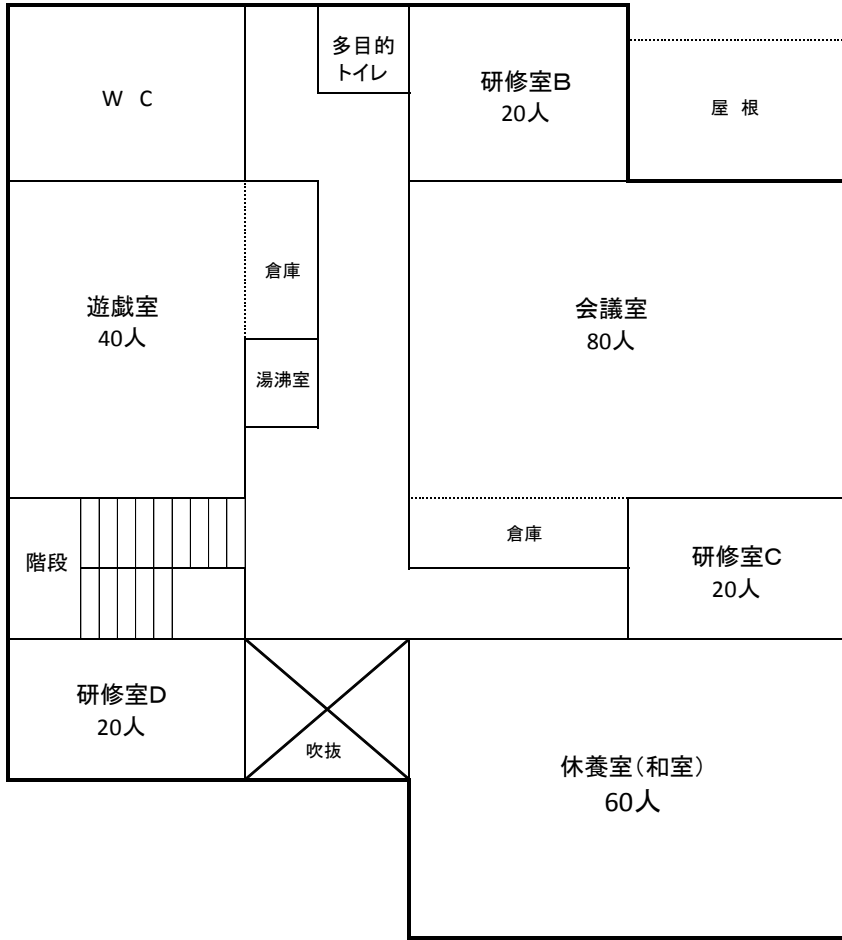 多目的
トイレ
W C
研修室B
20人
屋 根
倉庫
遊戯室
40人
会議室
80人
湯沸室
倉庫
階段
研修室C
20人
研修室D
20人
吹抜
休養室(和室)
60人